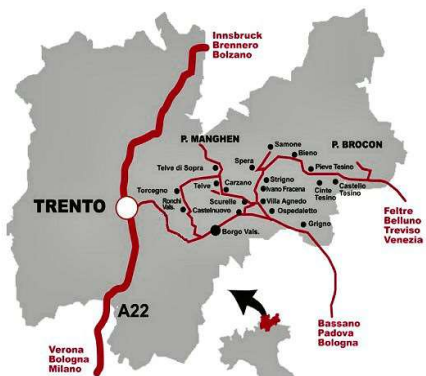 Innsbruck
Brennero
Bolzano
P. MANGHEN
Samone
Bieno
P. BROCON
Telve di Sopra
Spera
Pieve Tesino
Torcegno
Telve
Carzano
Strigno
Ivano Fracena
Cinte
Tesino
Castello
Tesino
TRENTO
Ronchi
Vals.
Scurelle
Villa Agnedo
Castelnuovo
Ospedaletto
Feltre
Belluno
Treviso
Venezia
Borgo Vals.
Grigno
A22
Bassano
Padova
Bologna
Verona
Bologna
Milano